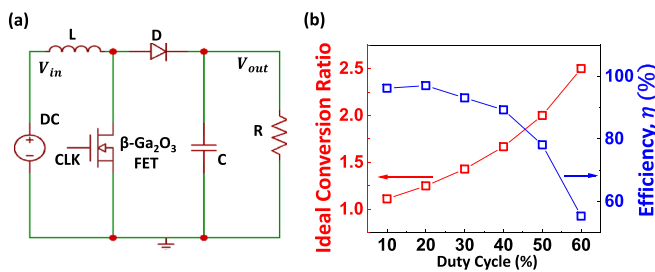 (a)
L
D
V_in
V_out
DC
β-Ga₂O₃
FET
CLK
C
R
(b)
Ideal Conversion Ratio
2.5
2.0
1.5
1.0
10 20 30 40 50 60
Duty Cycle (%)
100
80
60
Efficiency, η (%)